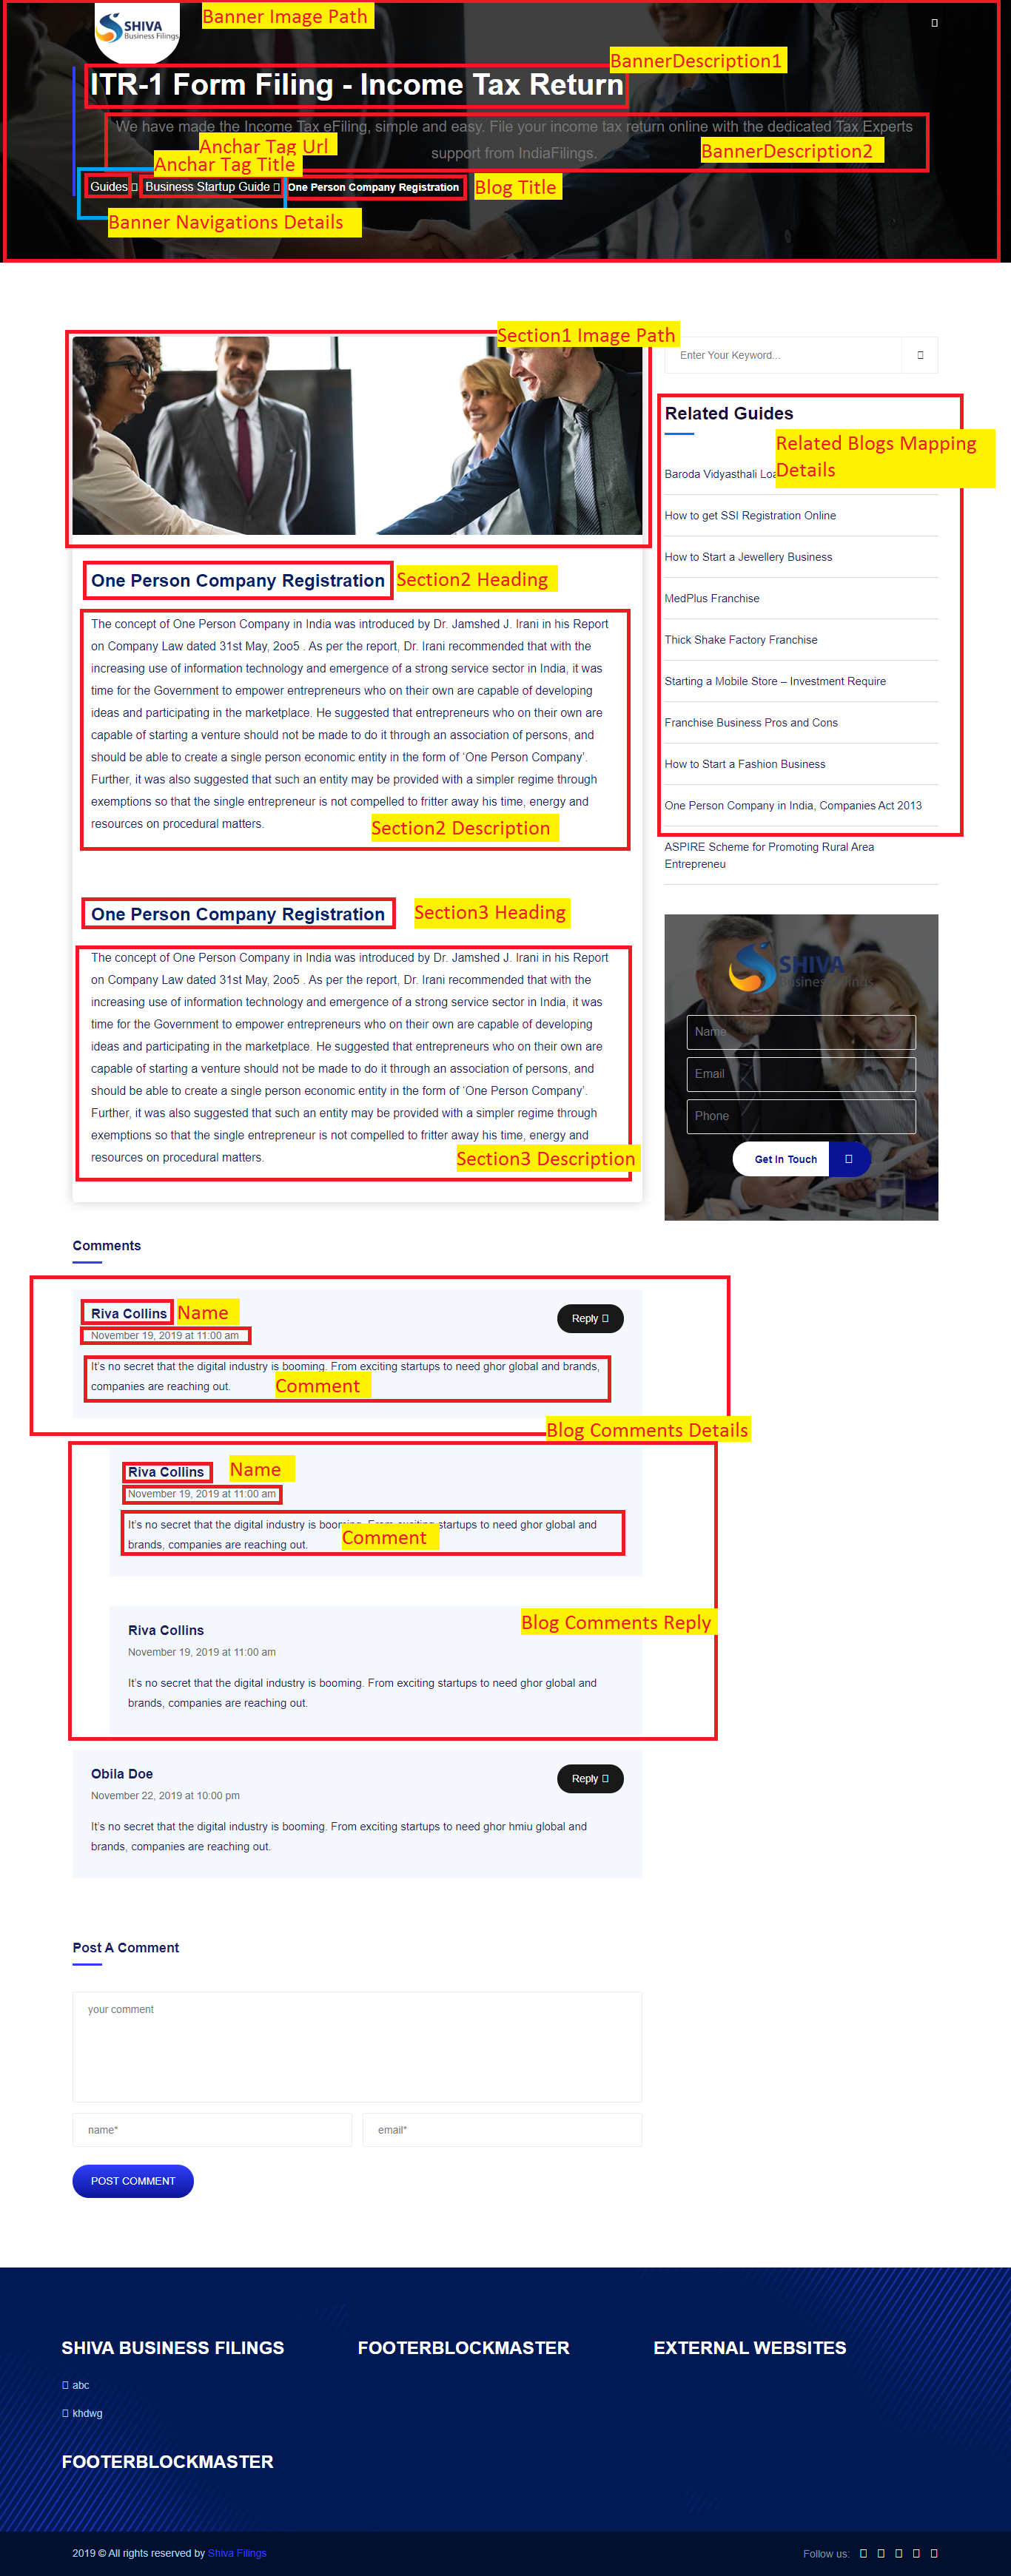 SHIVA
Business Filings
Banner Image Path
BannerDescription1
ITR-1 Form Filing - Income Tax Return
We have made the Income Tax eFiling, simple and easy. File your income tax return online with the dedicated Tax Experts
support from IndiaFilings.
Anchar Tag Url
BannerDescription2
Anchar Tag Title
Guides Business Startup Guide One Person Company Registration
Blog Title
Banner Navigations Details
Section1 Image Path
Enter Your Keyword...
Related Guides
Related Blogs Mapping
Details
Baroda Vidyasthali Loa
How to get SSI Registration Online
How to Start a Jewellery Business
MedPlus Franchise
Thick Shake Factory Franchise
Starting a Mobile Store – Investment Require
Franchise Business Pros and Cons
How to Start a Fashion Business
One Person Company in India, Companies Act 2013
ASPIRE Scheme for Promoting Rural Area
Entrepreneu
One Person Company Registration
Section2 Heading
The concept of One Person Company in India was introduced by Dr. Jamshed J. Irani in his Report
on Company Law dated 31st May, 2oo5 . As per the report, Dr. Irani recommended that with the
increasing use of information technology and emergence of a strong service sector in India, it was
time for the Government to empower entrepreneurs who on their own are capable of developing
ideas and participating in the marketplace. He suggested that entrepreneurs who on their own are
capable of starting a venture should not be made to do it through an association of persons, and
should be able to create a single person economic entity in the form of ‘One Person Company’.
Further, it was also suggested that such an entity may be provided with a simpler regime through
exemptions so that the single entrepreneur is not compelled to fritter away his time, energy and
resources on procedural matters.
Section2 Description
One Person Company Registration
Section3 Heading
The concept of One Person Company in India was introduced by Dr. Jamshed J. Irani in his Report
on Company Law dated 31st May, 2oo5 . As per the report, Dr. Irani recommended that with the
increasing use of information technology and emergence of a strong service sector in India, it was
time for the Government to empower entrepreneurs who on their own are capable of developing
ideas and participating in the marketplace. He suggested that entrepreneurs who on their own are
capable of starting a venture should not be made to do it through an association of persons, and
should be able to create a single person economic entity in the form of ‘One Person Company’.
Further, it was also suggested that such an entity may be provided with a simpler regime through
exemptions so that the single entrepreneur is not compelled to fritter away his time, energy and
resources on procedural matters.
Section3 Description
SHIVA
Business Filings
Name
Email
Phone
Get In Touch
Comments
Riva Collins
Name
Reply
November 19, 2019 at 11:00 am
It’s no secret that the digital industry is booming. From exciting startups to need ghor global and brands,
companies are reaching out.
Comment
Blog Comments Details
Riva Collins
Name
November 19, 2019 at 11:00 am
It’s no secret that the digital industry is booming. From exciting startups to need ghor global and
brands, companies are reaching out.
Comment
Blog Comments Reply
Riva Collins
November 19, 2019 at 11:00 am
It’s no secret that the digital industry is booming. From exciting startups to need ghor global and
brands, companies are reaching out.
Obila Doe
Reply
November 22, 2019 at 10:00 pm
It’s no secret that the digital industry is booming. From exciting startups to need ghor hmiu global and
brands, companies are reaching out.
Post A Comment
your comment
name*
email*
POST COMMENT
SHIVA BUSINESS FILINGS
FOOTERBLOCKMASTER
EXTERNAL WEBSITES
abc
khdwg
FOOTERBLOCKMASTER
2019 © All rights reserved by Shiva Filings
Follow us: